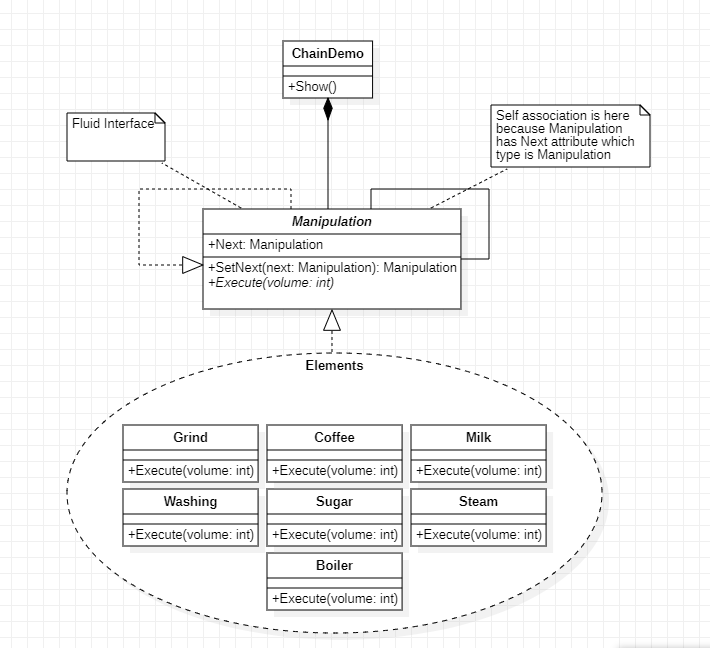 ChainDemo
+Show()
Fluid Interface
Self association is here
because Manipulation
has Next attribute which
type is Manipulation
Manipulation
+Next: Manipulation
+SetNext(next: Manipulation): Manipulation
+Execute(volume: int)
Elements
Grind
+Execute(volume: int)
Coffee
+Execute(volume: int)
Milk
+Execute(volume: int)
Washing
+Execute(volume: int)
Sugar
+Execute(volume: int)
Steam
+Execute(volume: int)
Boiler
+Execute(volume: int)